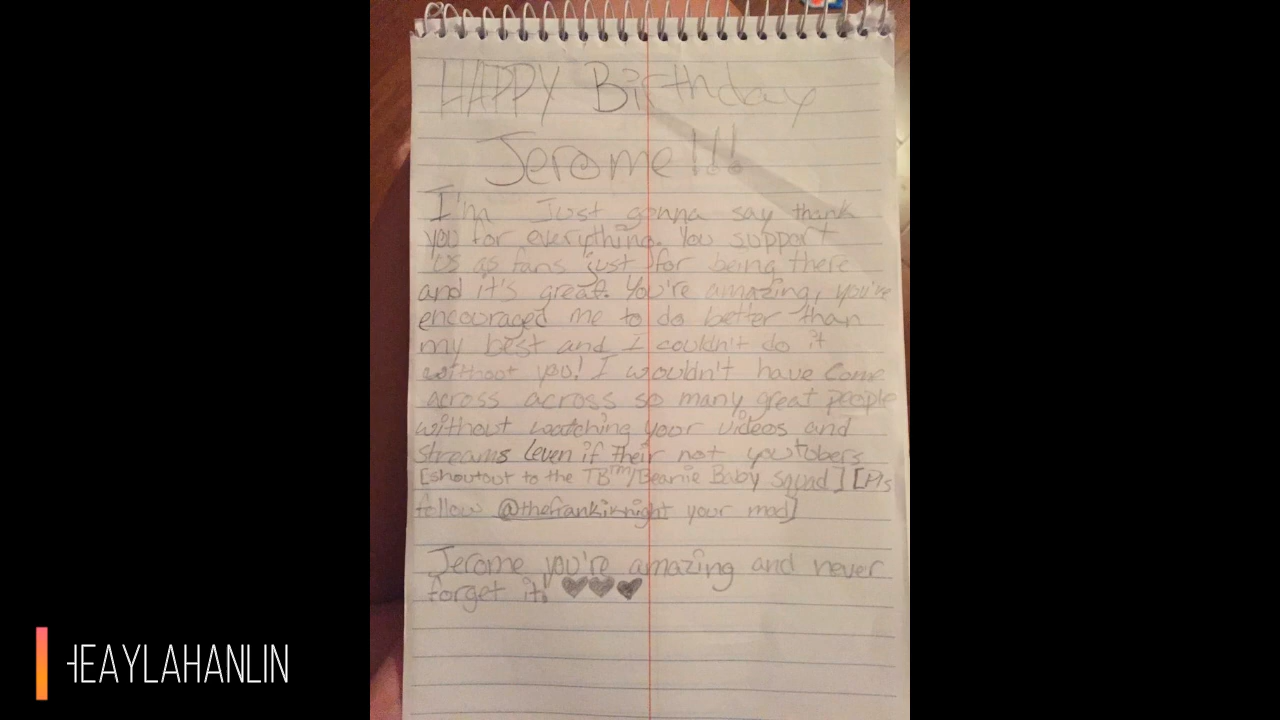 HAPPY Birthday
Jerome!!!
I'm Just gonna say thank
you for everything. You support
us as fans just for being there
and it's great. You're amazing, you've
encouraged me to do better than
my best and I couldn't do it
without you! I wouldn't have come
across across so many great people
without watching your videos and
streams (even if their not youtubers
[shoutout to the TB™/Beanie Baby squad] [Pls
follow @thefrankiknight your mod]
Jerome you're amazing and never
forget it. ♥♥♥
HEAYLAHANLIN